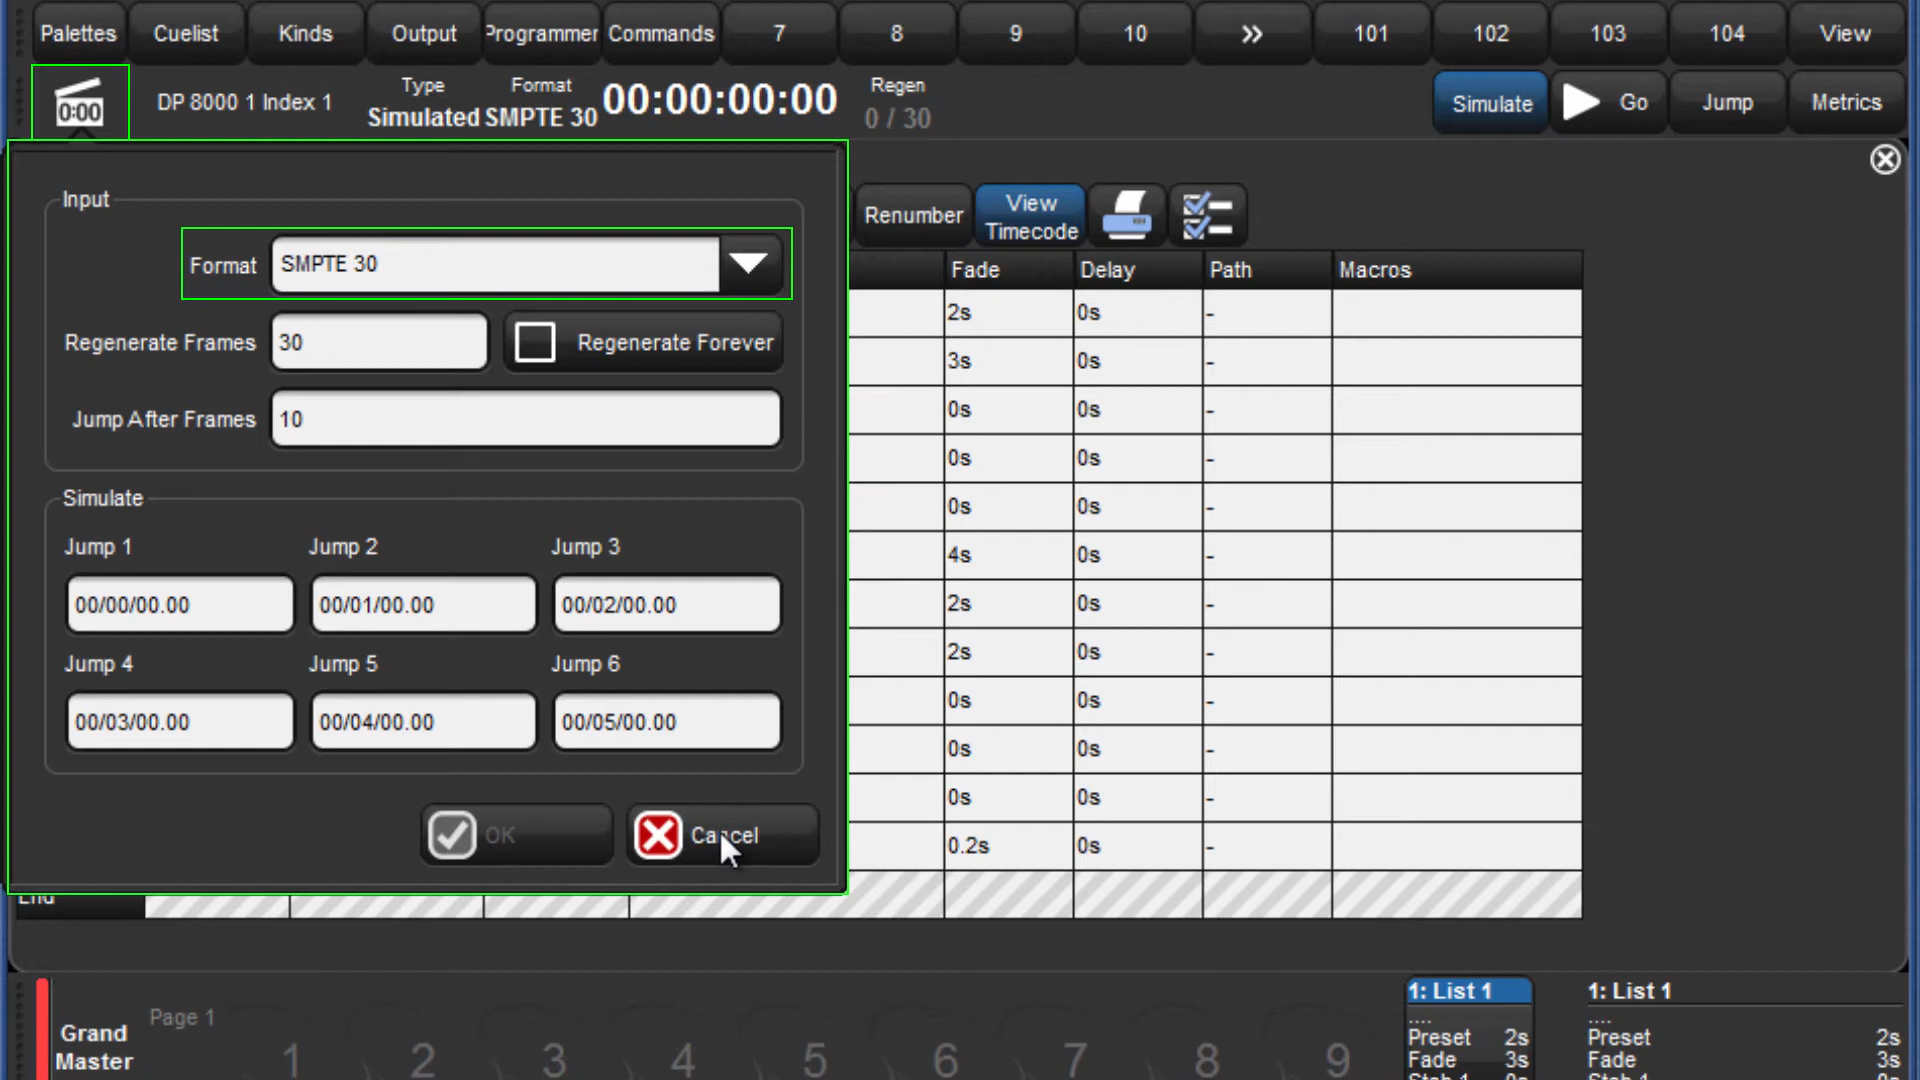 Palettes Cuelist Kinds Output Programmer Commands 7 8 9 10 101 102 103 104 View
0:00 DP 8000 1 Index 1
Type Format Regen
Simulated SMPTE 30 00:00:00:00 0 / 30
Simulate Go Jump Metrics
Input
Format SMPTE 30
Regenerate Frames 30 Regenerate Forever
Jump After Frames 10
Simulate
Jump 1 Jump 2 Jump 3
00/00/00.00 00/01/00.00 00/02/00.00
Jump 4 Jump 5 Jump 6
00/03/00.00 00/04/00.00 00/05/00.00
OK Cancel
Renumber View
Timecode
Fade Delay Path Macros
2s 0s -
3s 0s -
0s 0s -
0s 0s -
0s 0s -
4s 0s -
2s 0s -
2s 0s -
0s 0s -
0s 0s -
0s 0s -
0.2s 0s -
End
Grand
Master
Page 1
1 2 3 4 5 6 7 8 9
1: List 1
....
Preset 2s
Fade 3s
1: List 1
....
Preset 2s
Fade 3s